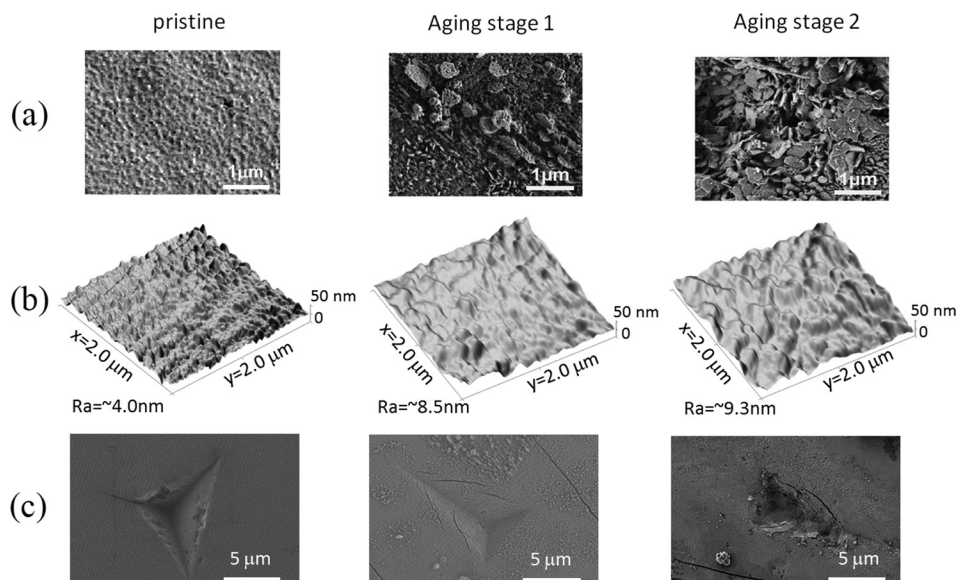 pristine
Aging stage 1
Aging stage 2
(a)
1μm
1μm
1μm
(b)
50 nm
0
x=2.0 μm
y=2.0 μm
Ra=~4.0nm
50 nm
0
x=2.0 μm
y=2.0 μm
Ra=~8.5nm
50 nm
0
x=2.0 μm
y=2.0 μm
Ra=~9.3nm
(c)
5 μm
5 μm
5 μm